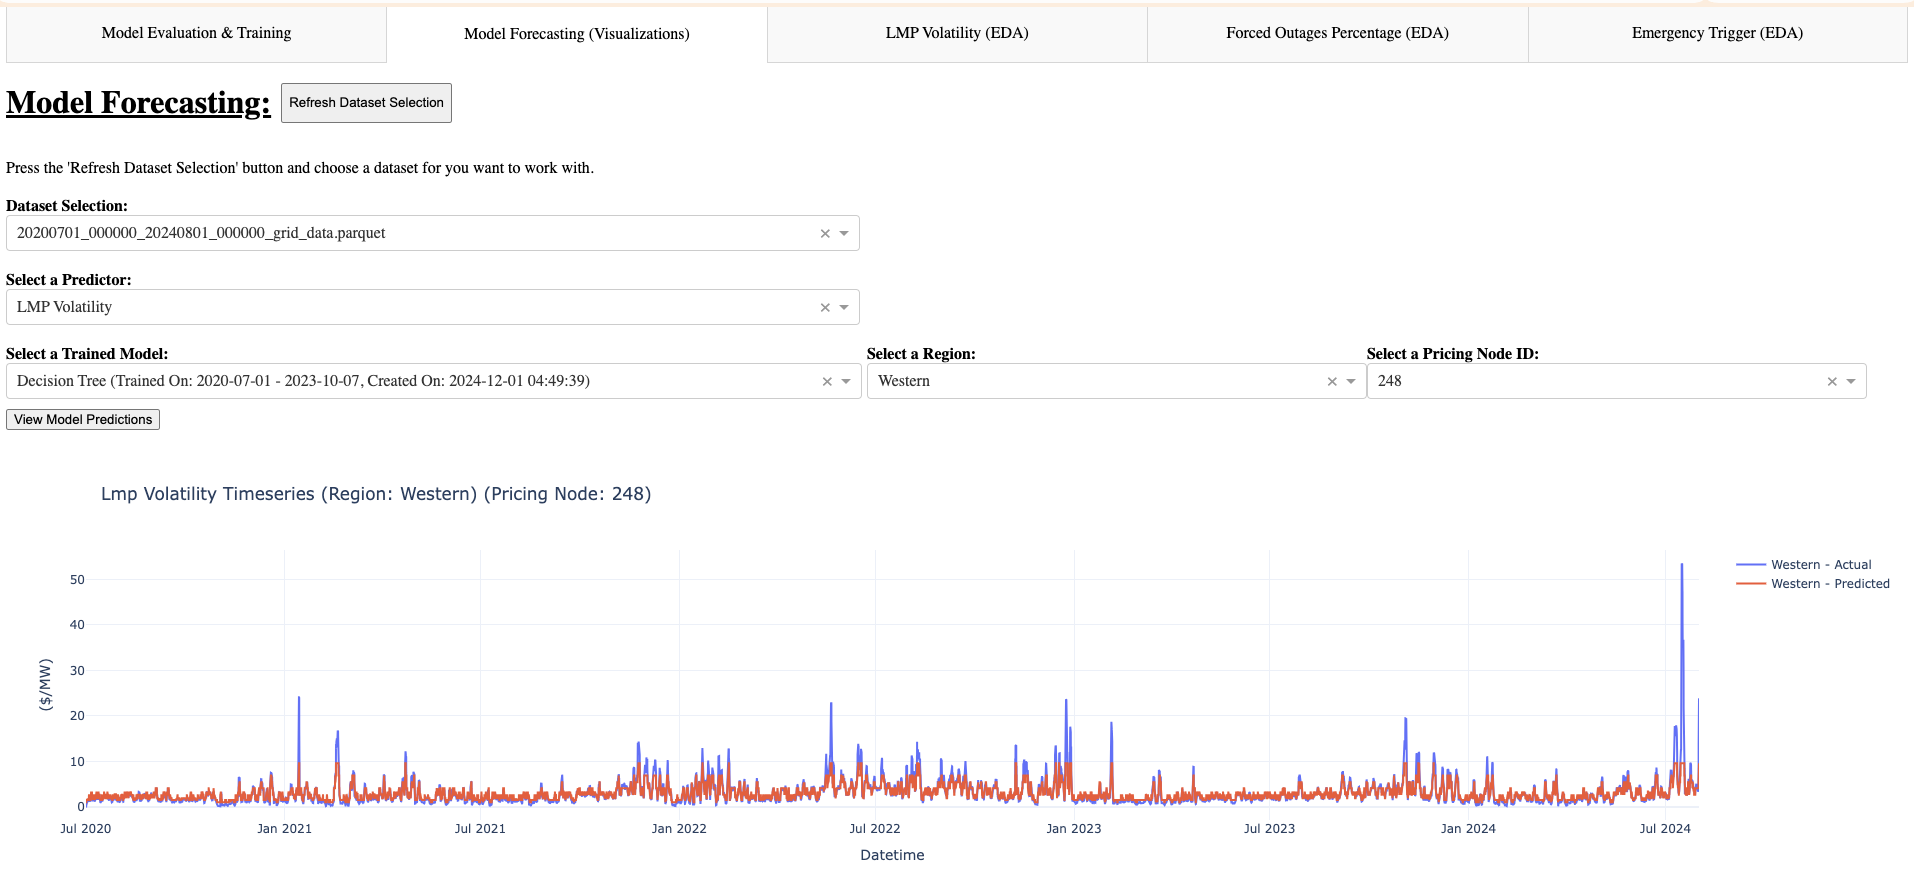 Model Evaluation & Training
Model Forecasting (Visualizations)
LMP Volatility (EDA)
Forced Outages Percentage (EDA)
Emergency Trigger (EDA)
Model Forecasting:
Refresh Dataset Selection
Press the 'Refresh Dataset Selection' button and choose a dataset for you want to work with.
Dataset Selection:
20200701_000000_20240801_000000_grid_data.parquet
Select a Predictor:
LMP Volatility
Select a Trained Model:
Decision Tree (Trained On: 2020-07-01 - 2023-10-07, Created On: 2024-12-01 04:49:39)
Select a Region:
Western
Select a Pricing Node ID:
248
View Model Predictions
Lmp Volatility Timeseries (Region: Western) (Pricing Node: 248)
Western - Actual
Western - Predicted
($/MW)
50
40
30
20
10
0
Jul 2020
Jan 2021
Jul 2021
Jan 2022
Jul 2022
Jan 2023
Jul 2023
Jan 2024
Jul 2024
Datetime